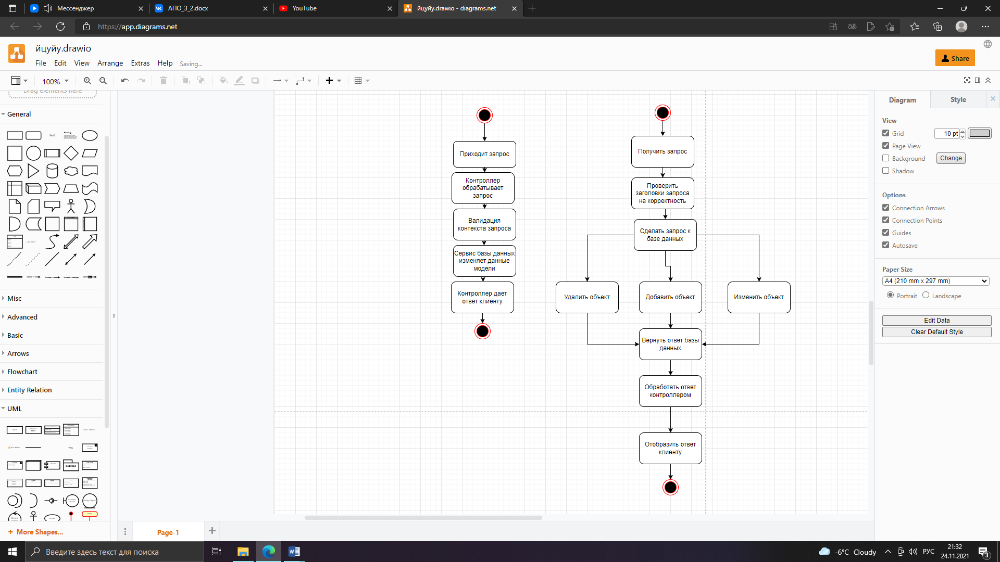 Мессенджер
АПО_3_2.docx
YouTube
йцуйу.drawio - diagrams.net
https://app.diagrams.net
йцуйу.drawio
File Edit View Arrange Extras Help Saving...
Share
100%
Drag elements here
General
Text
Heading
Misc
Advanced
Basic
Arrows
Flowchart
Entity Relation
UML
Title
package
+ More Shapes...
Приходит запрос
Контроллер
обрабатывает
запрос
Валидация
контекста запроса
Сервис базы данных
изменяет данные
модели
Контроллер дает
ответ клиенту
Получить запрос
Проверить
заголовки запроса
на корректность
Сделать запрос к
базе данных
Удалить объект
Добавить объект
Изменить объект
Вернуть ответ базы
данных
Обработать ответ
контроллером
Отобразить ответ
клиенту
Diagram
Style
View
Grid
10 pt
Page View
Background
Change
Shadow
Options
Connection Arrows
Connection Points
Guides
Autosave
Paper Size
A4 (210 mm x 297 mm)
Portrait
Landscape
Edit Data
Clear Default Style
Page-1
Введите здесь текст для поиска
-6°C Cloudy
РУС
21:32
24.11.2021
3